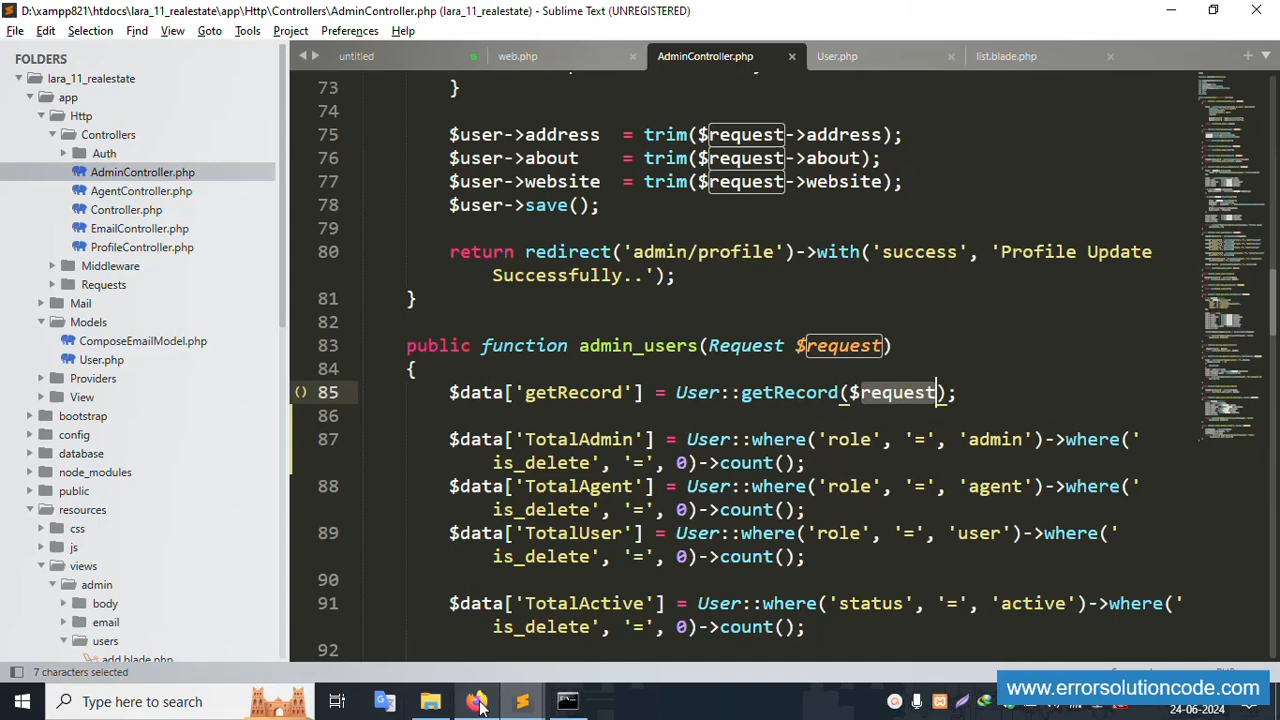 D:\xampp821\htdocs\lara_11_realestate\app\Http\Controllers\AdminController.php (lara_11_realestate) - Sublime Text (UNREGISTERED)
File Edit Selection Find View Goto Tools Project Preferences Help
FOLDERS
lara_11_realestate
app
Http
Controllers
Auth
AdminController.php
AgentController.php
Controller.php
EmailController.php
ProfileController.php
Middleware
Requests
Mail
Models
ComposeEmailModel.php
User.php
Providers
View
bootstrap
config
database
node_modules
public
resources
css
js
views
admin
body
email
users
add.blade.php
untitled web.php AdminController.php User.php list.blade.php
73 }
74
75 $user->address = trim($request->address);
76 $user->about = trim($request->about);
77 $user->website = trim($request->website);
78 $user->save();
79
80 return redirect('admin/profile')->with('success', 'Profile Update
Successfully..');
81 }
82
83 public function admin_users(Request $request)
84 {
85 $data['getRecord'] = User::getRecord($request);
86
87 $data['TotalAdmin'] = User::where('role', '=', 'admin')->where('
is_delete', '=', 0)->count();
88 $data['TotalAgent'] = User::where('role', '=', 'agent')->where('
is_delete', '=', 0)->count();
89 $data['TotalUser'] = User::where('role', '=', 'user')->where('
is_delete', '=', 0)->count();
90
91 $data['TotalActive'] = User::where('status', '=', 'active')->where('
is_delete', '=', 0)->count();
92
7 characters selected
Type here to search
www.errorsolutioncode.com
24-06-2024